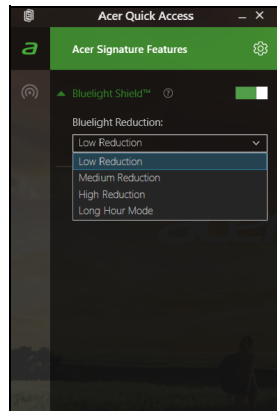 Acer Quick Access
Acer Signature Features
Bluelight Shield™
Bluelight Reduction:
Low Reduction
Low Reduction
Medium Reduction
High Reduction
Long Hour Mode